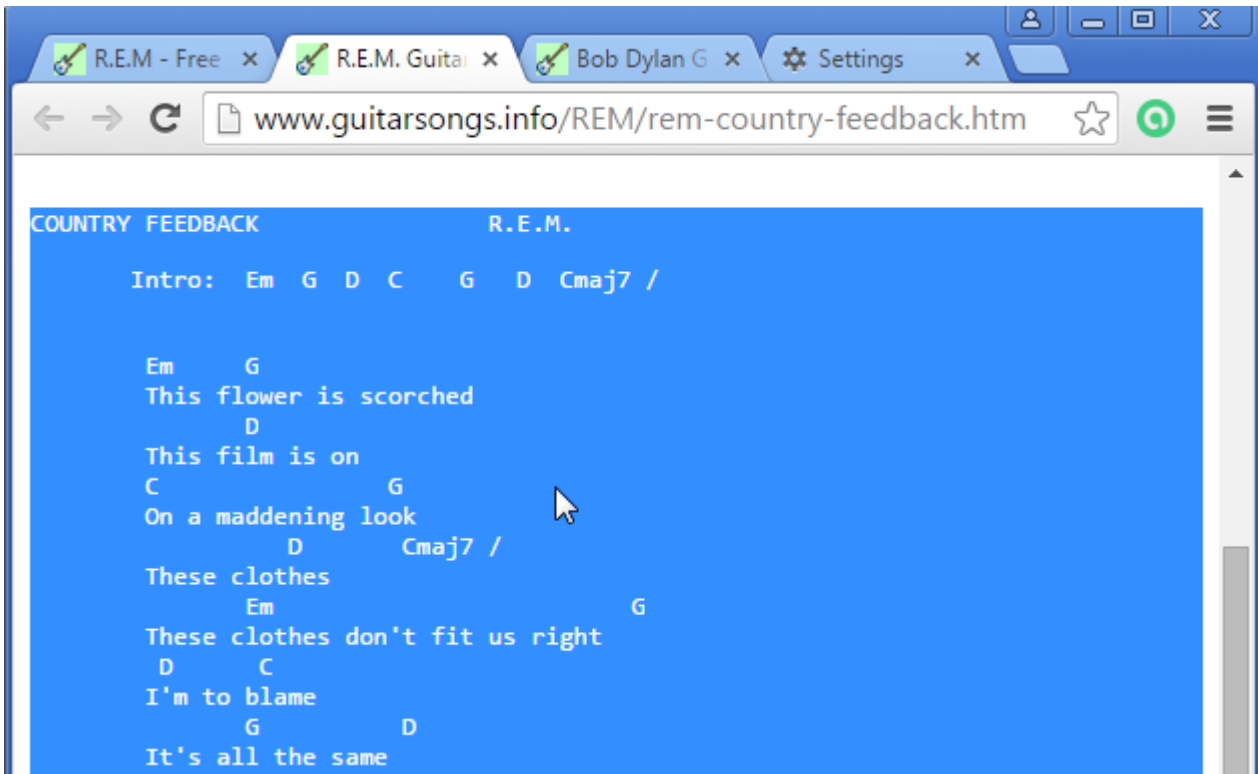 R.E.M - Free R.E.M. Guita Bob Dylan G Settings
www.guitarsongs.info/REM/rem-country-feedback.htm
COUNTRY FEEDBACK                R.E.M.
       Intro:  Em  G  D  C    G   D  Cmaj7 /
        Em     G
        This flower is scorched
               D
        This film is on
        C                G
        On a maddening look
                  D       Cmaj7 /
        These clothes
               Em                         G
        These clothes don't fit us right
         D      C
        I'm to blame
               G          D
        It's all the same